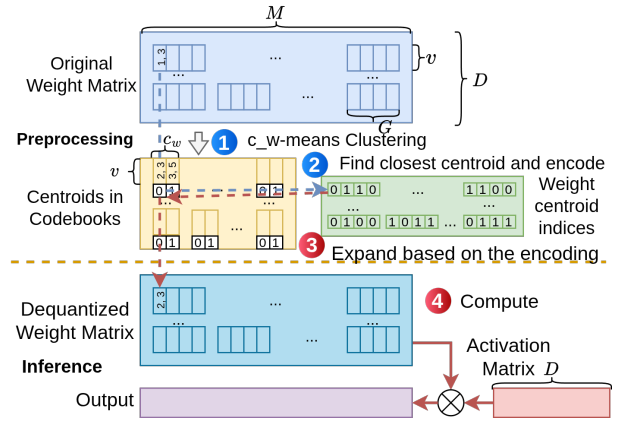 M
Original
Weight Matrix
1, 3
...
...
...
...
v
D
G
Preprocessing
c_w
1
c_w-means Clustering
2
Find closest centroid and encode
v
2, 3
3, 5
0 1
0 1
...
...
...
0 1
0 1
0 1
Centroids in
Codebooks
0 1 1 0
...
1 1 0 0
...
...
0 1 0 0
1 0 1 1
...
0 1 1 1
Weight
centroid
indices
3
Expand based on the encoding
Dequantized
Weight Matrix
2, 3
...
...
...
...
4
Compute
Inference
Activation
Matrix D
Output